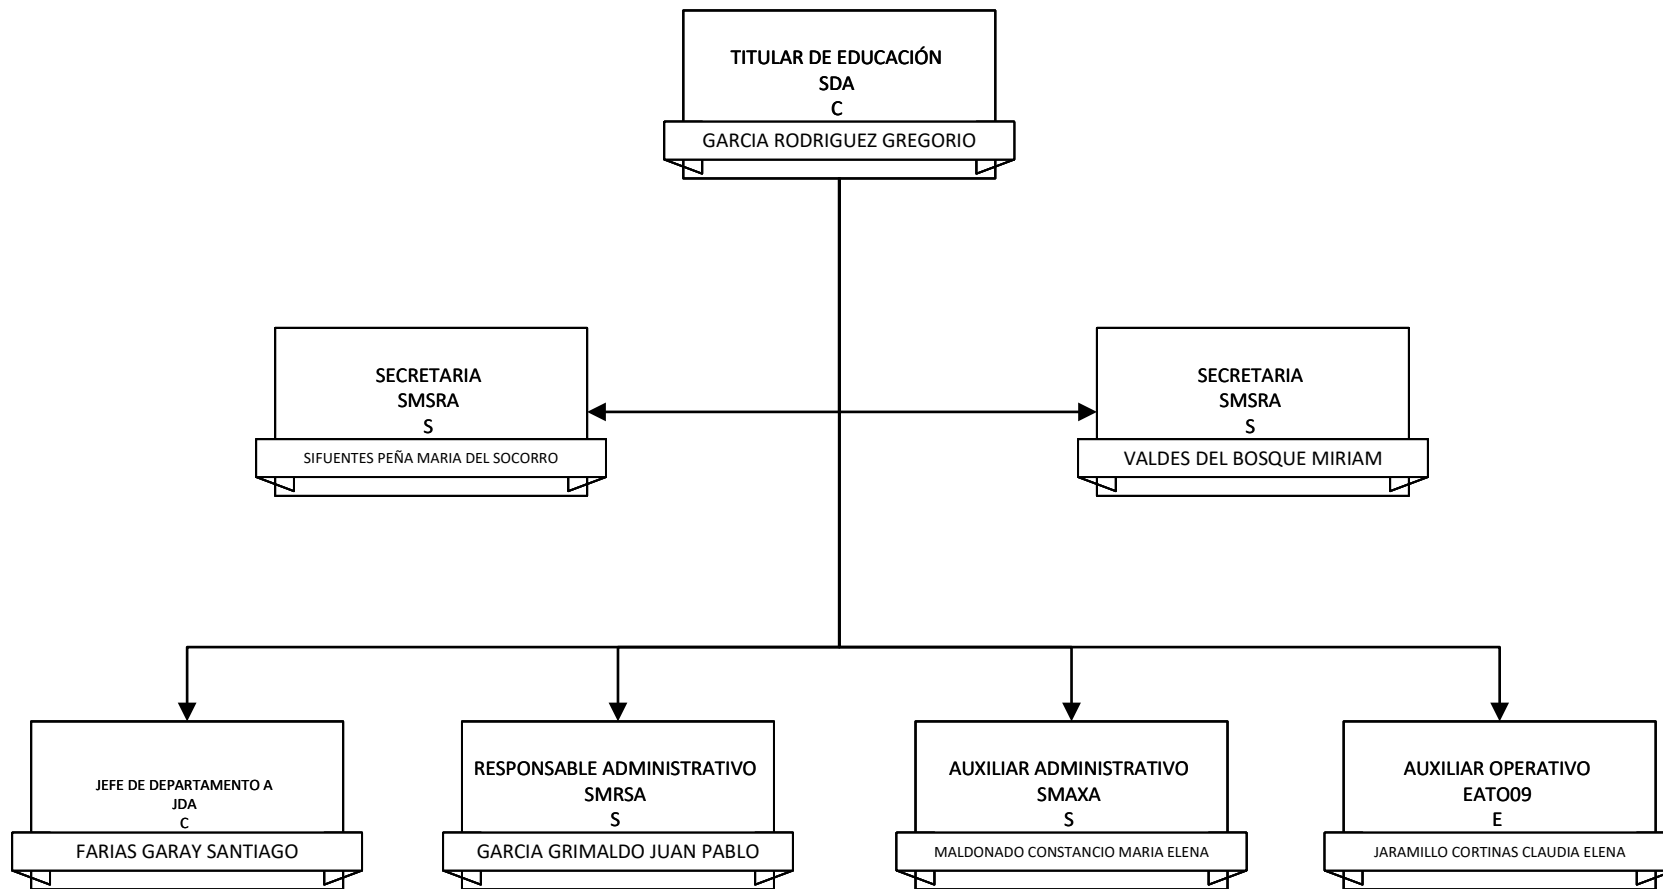 TITULAR DE EDUCACIÓN
SDA
C
GARCIA RODRIGUEZ GREGORIO
SECRETARIA
SMSRA
S
SIFUENTES PEÑA MARIA DEL SOCORRO
SECRETARIA
SMSRA
S
VALDES DEL BOSQUE MIRIAM
JEFE DE DEPARTAMENTO A
JDA
C
FARIAS GARAY SANTIAGO
RESPONSABLE ADMINISTRATIVO
SMRSA
S
GARCIA GRIMALDO JUAN PABLO
AUXILIAR ADMINISTRATIVO
SMAXA
S
MALDONADO CONSTANCIO MARIA ELENA
AUXILIAR OPERATIVO
EATO09
E
JARAMILLO CORTINAS CLAUDIA ELENA